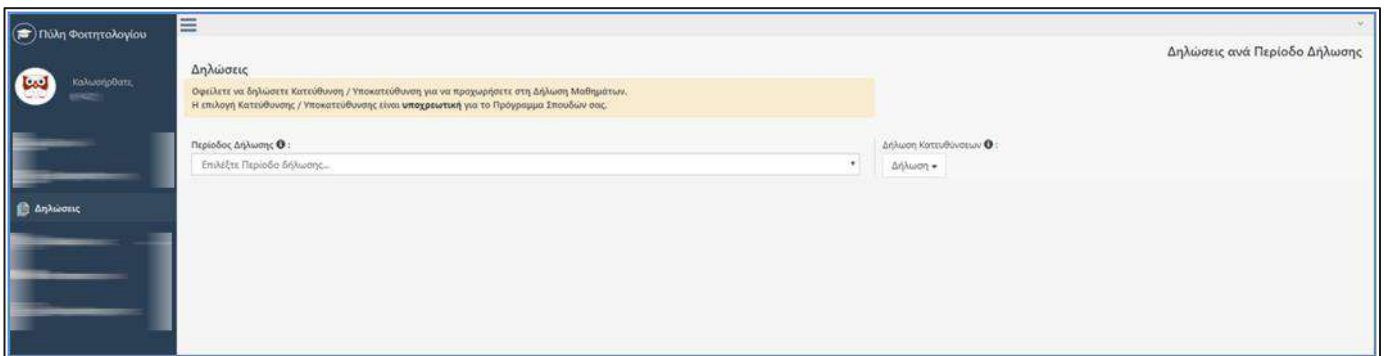 Πύλη Φοιτητολογίου
Δηλώσεις ανά Περίοδο Δήλωσης
Καλωσήρθατε,
Δηλώσεις
Οφείλετε να δηλώσετε Κατεύθυνση / Υποκατεύθυνση για να προχωρήσετε στη Δήλωση Μαθημάτων.
Η επιλογή Κατεύθυνσης / Υποκατεύθυνσης είναι υποχρεωτική για το Πρόγραμμα Σπουδών σας.
Περίοδος Δήλωσης :
Επιλέξτε Περίοδο δήλωσης...
Δήλωση Κατευθύνσεων :
Δήλωση
Δηλώσεις